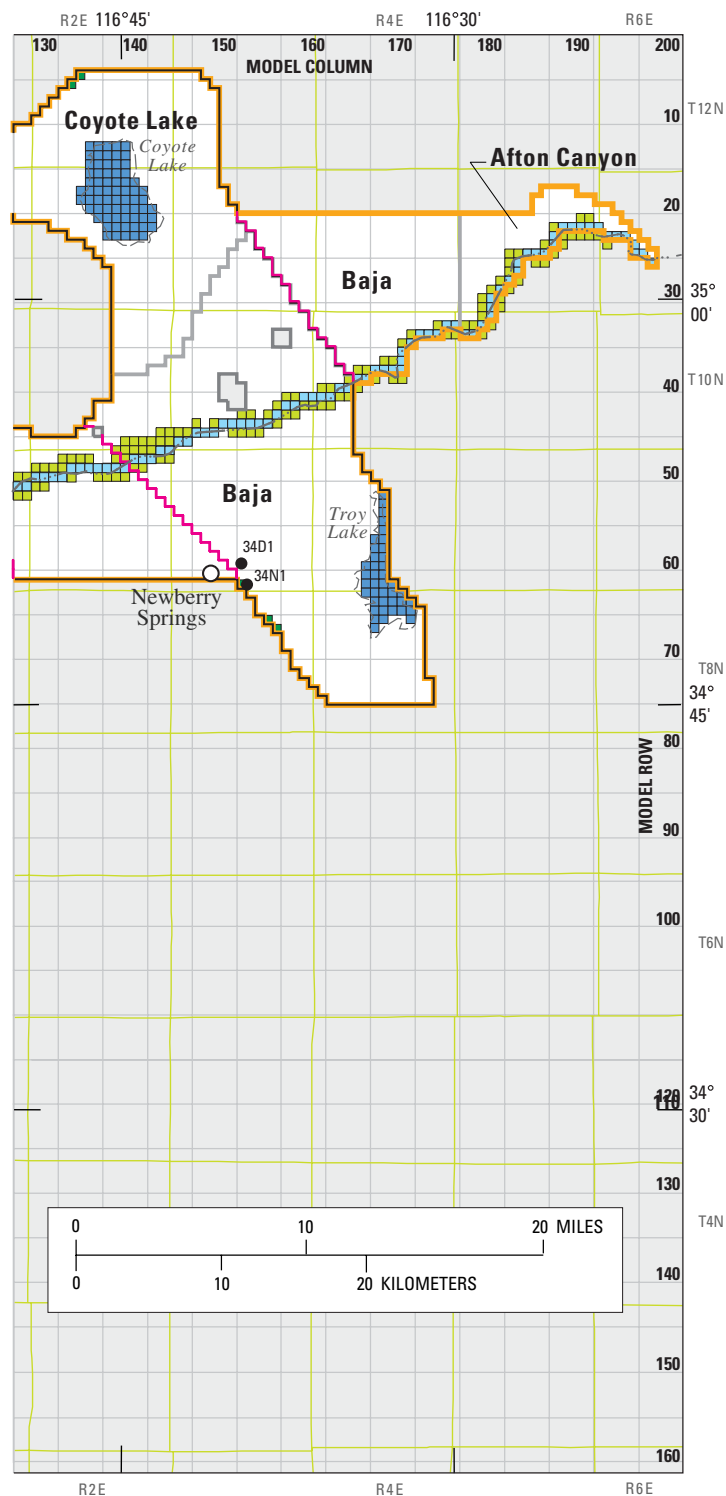 R2E 116°45' R4E 116°30' R6E
130 140 150 160 170 180 190 200
MODEL COLUMN
10 T12N
Coyote Lake
Coyote
Lake
Afton Canyon
20
Baja
30 35°
00'
T10N
40
50
Baja
Troy
Lake
34D1
60
34N1
Newberry
Springs
70 T8N
34°
45'
MODEL ROW
80
90
100
T6N
120 34°
110
30'
130
T4N
0 10 20 MILES
0 10 20 KILOMETERS
140
150
160
R2E R4E R6E